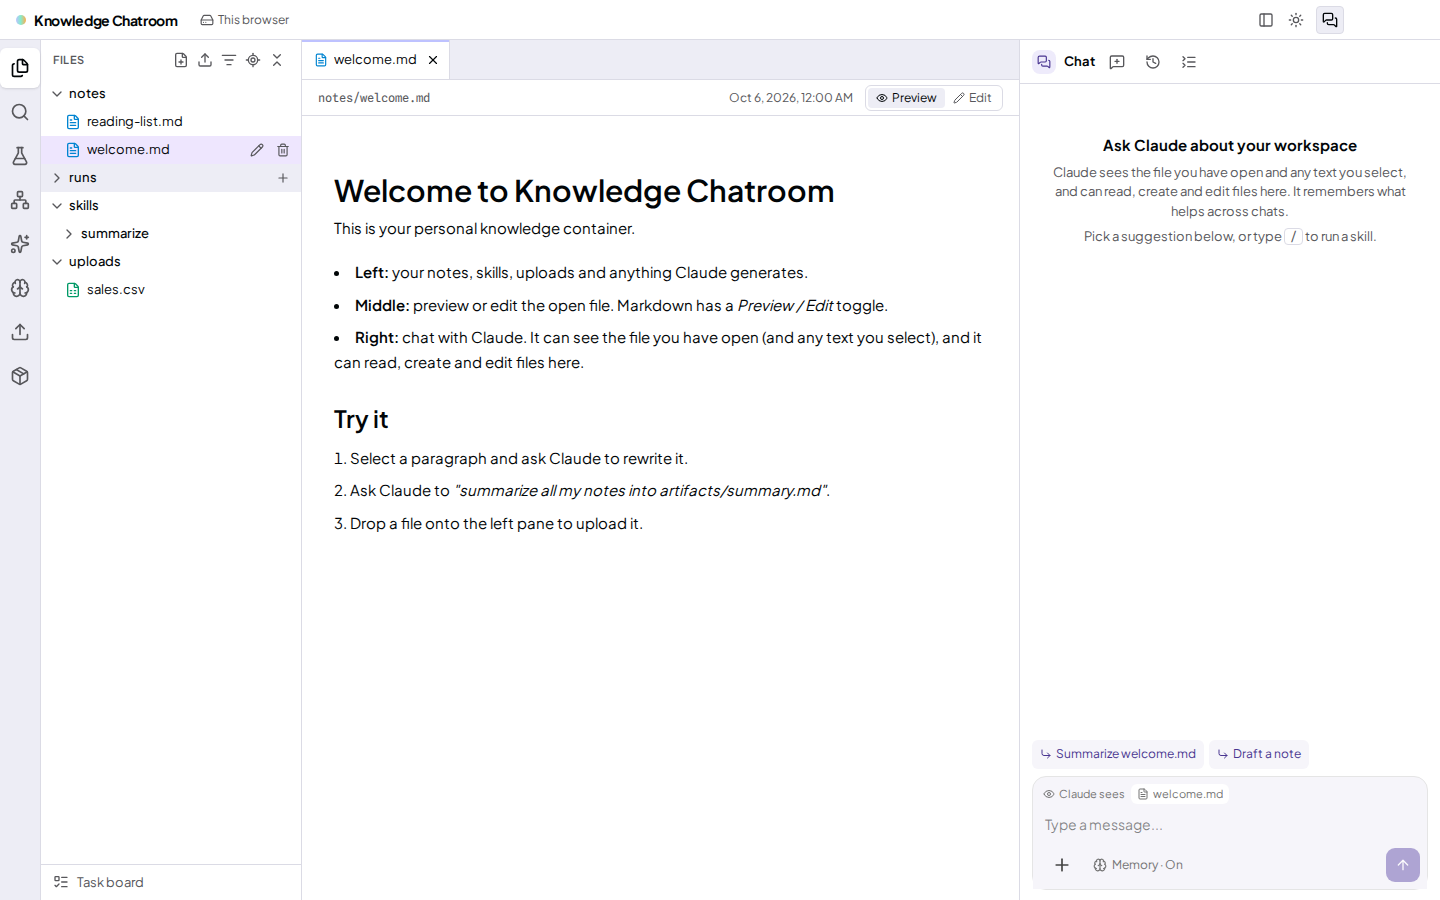 Knowledge Chatroom
This browser
FILES
notes
reading-list.md
welcome.md
runs
skills
summarize
uploads
sales.csv
Task board
welcome.md
notes/welcome.md
Oct 6, 2026, 12:00 AM
Preview
Edit
Welcome to Knowledge Chatroom
This is your personal knowledge container.
• Left: your notes, skills, uploads and anything Claude generates.
• Middle: preview or edit the open file. Markdown has a Preview / Edit toggle.
• Right: chat with Claude. It can see the file you have open (and any text you select), and it
can read, create and edit files here.
Try it
1. Select a paragraph and ask Claude to rewrite it.
2. Ask Claude to "summarize all my notes into artifacts/summary.md".
3. Drop a file onto the left pane to upload it.
Chat
Ask Claude about your workspace
Claude sees the file you have open and any text you select,
and can read, create and edit files here. It remembers what
helps across chats.
Pick a suggestion below, or type / to run a skill.
Summarize welcome.md
Draft a note
Claude sees
welcome.md
Type a message...
Memory · On